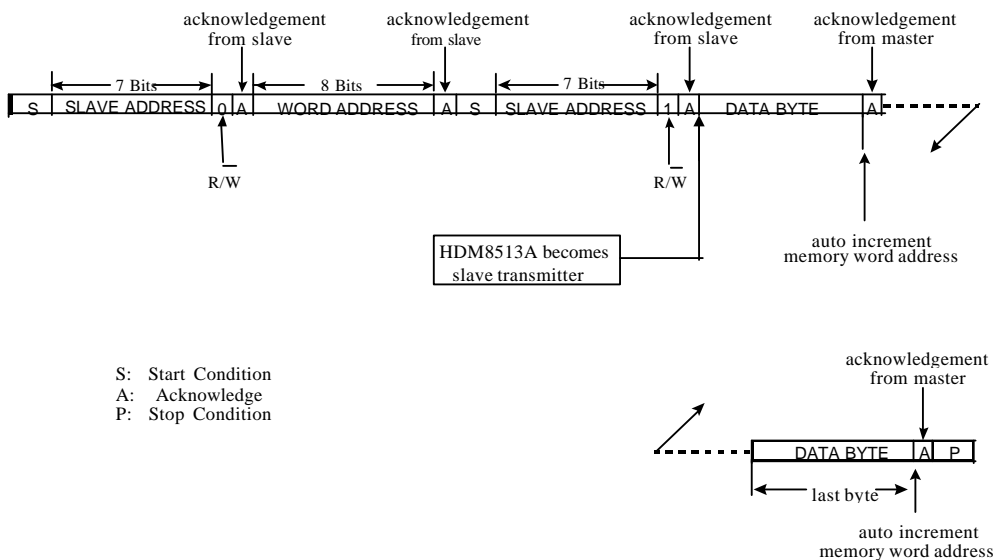 acknowledgement
from slave
acknowledgement
from slave
acknowledgement
from slave
acknowledgement
from master
7 Bits
8 Bits
7 Bits
S SLAVE ADDRESS 0 A WORD ADDRESS A S SLAVE ADDRESS 1 A DATA BYTE A
R/W̅
R/W̅
HDM8513A becomes
slave transmitter
auto increment
memory word address
S: Start Condition
A: Acknowledge
P: Stop Condition
acknowledgement
from master
DATA BYTE A P
last byte
auto increment
memory word address